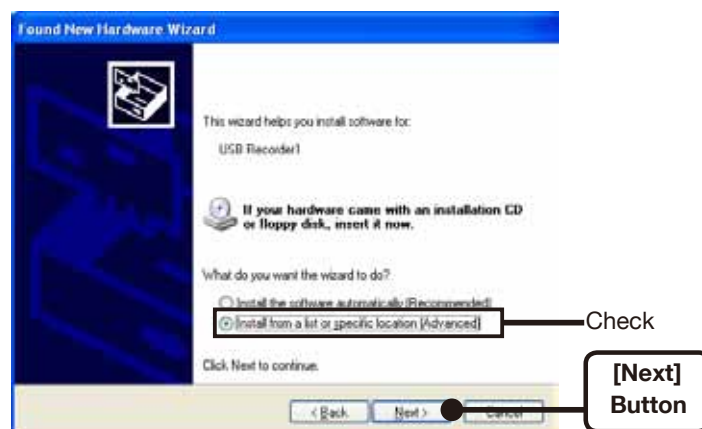 Found New Hardware Wizard
This wizard helps you install software for:
USB Recorder1
If your hardware came with an installation CD
or floppy disk, insert it now.
What do you want the wizard to do?
Install the software automatically (Recommended)
Install from a list or specific location (Advanced)
Check
Click Next to continue.
[Next]
Button
< Back
Next >
Cancel